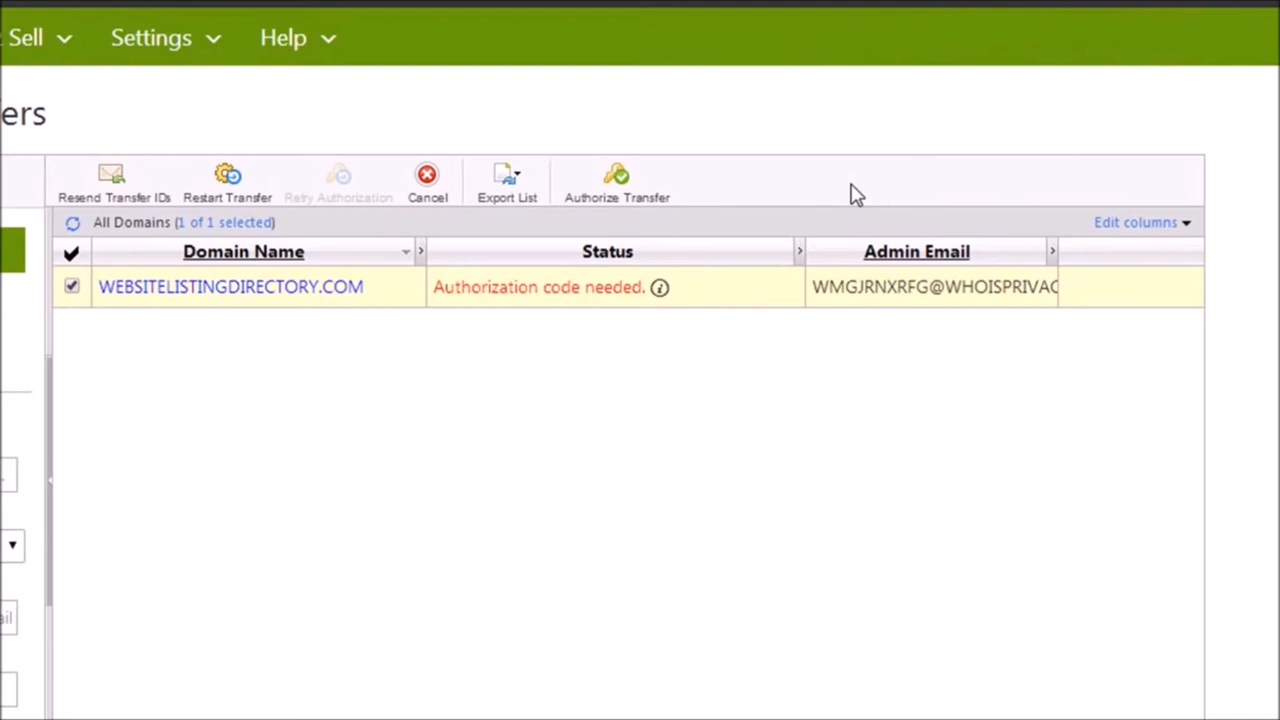 Sell
Settings
Help
ers
Resend Transfer IDs
Restart Transfer
Retry Authorization
Cancel
Export List
Authorize Transfer
All Domains (1 of 1 selected)
Edit columns
Domain Name
Status
Admin Email
WEBSITELISTINGDIRECTORY.COM
Authorization code needed.
WMGJRNXRFG@WHOISPRIVAC
ail